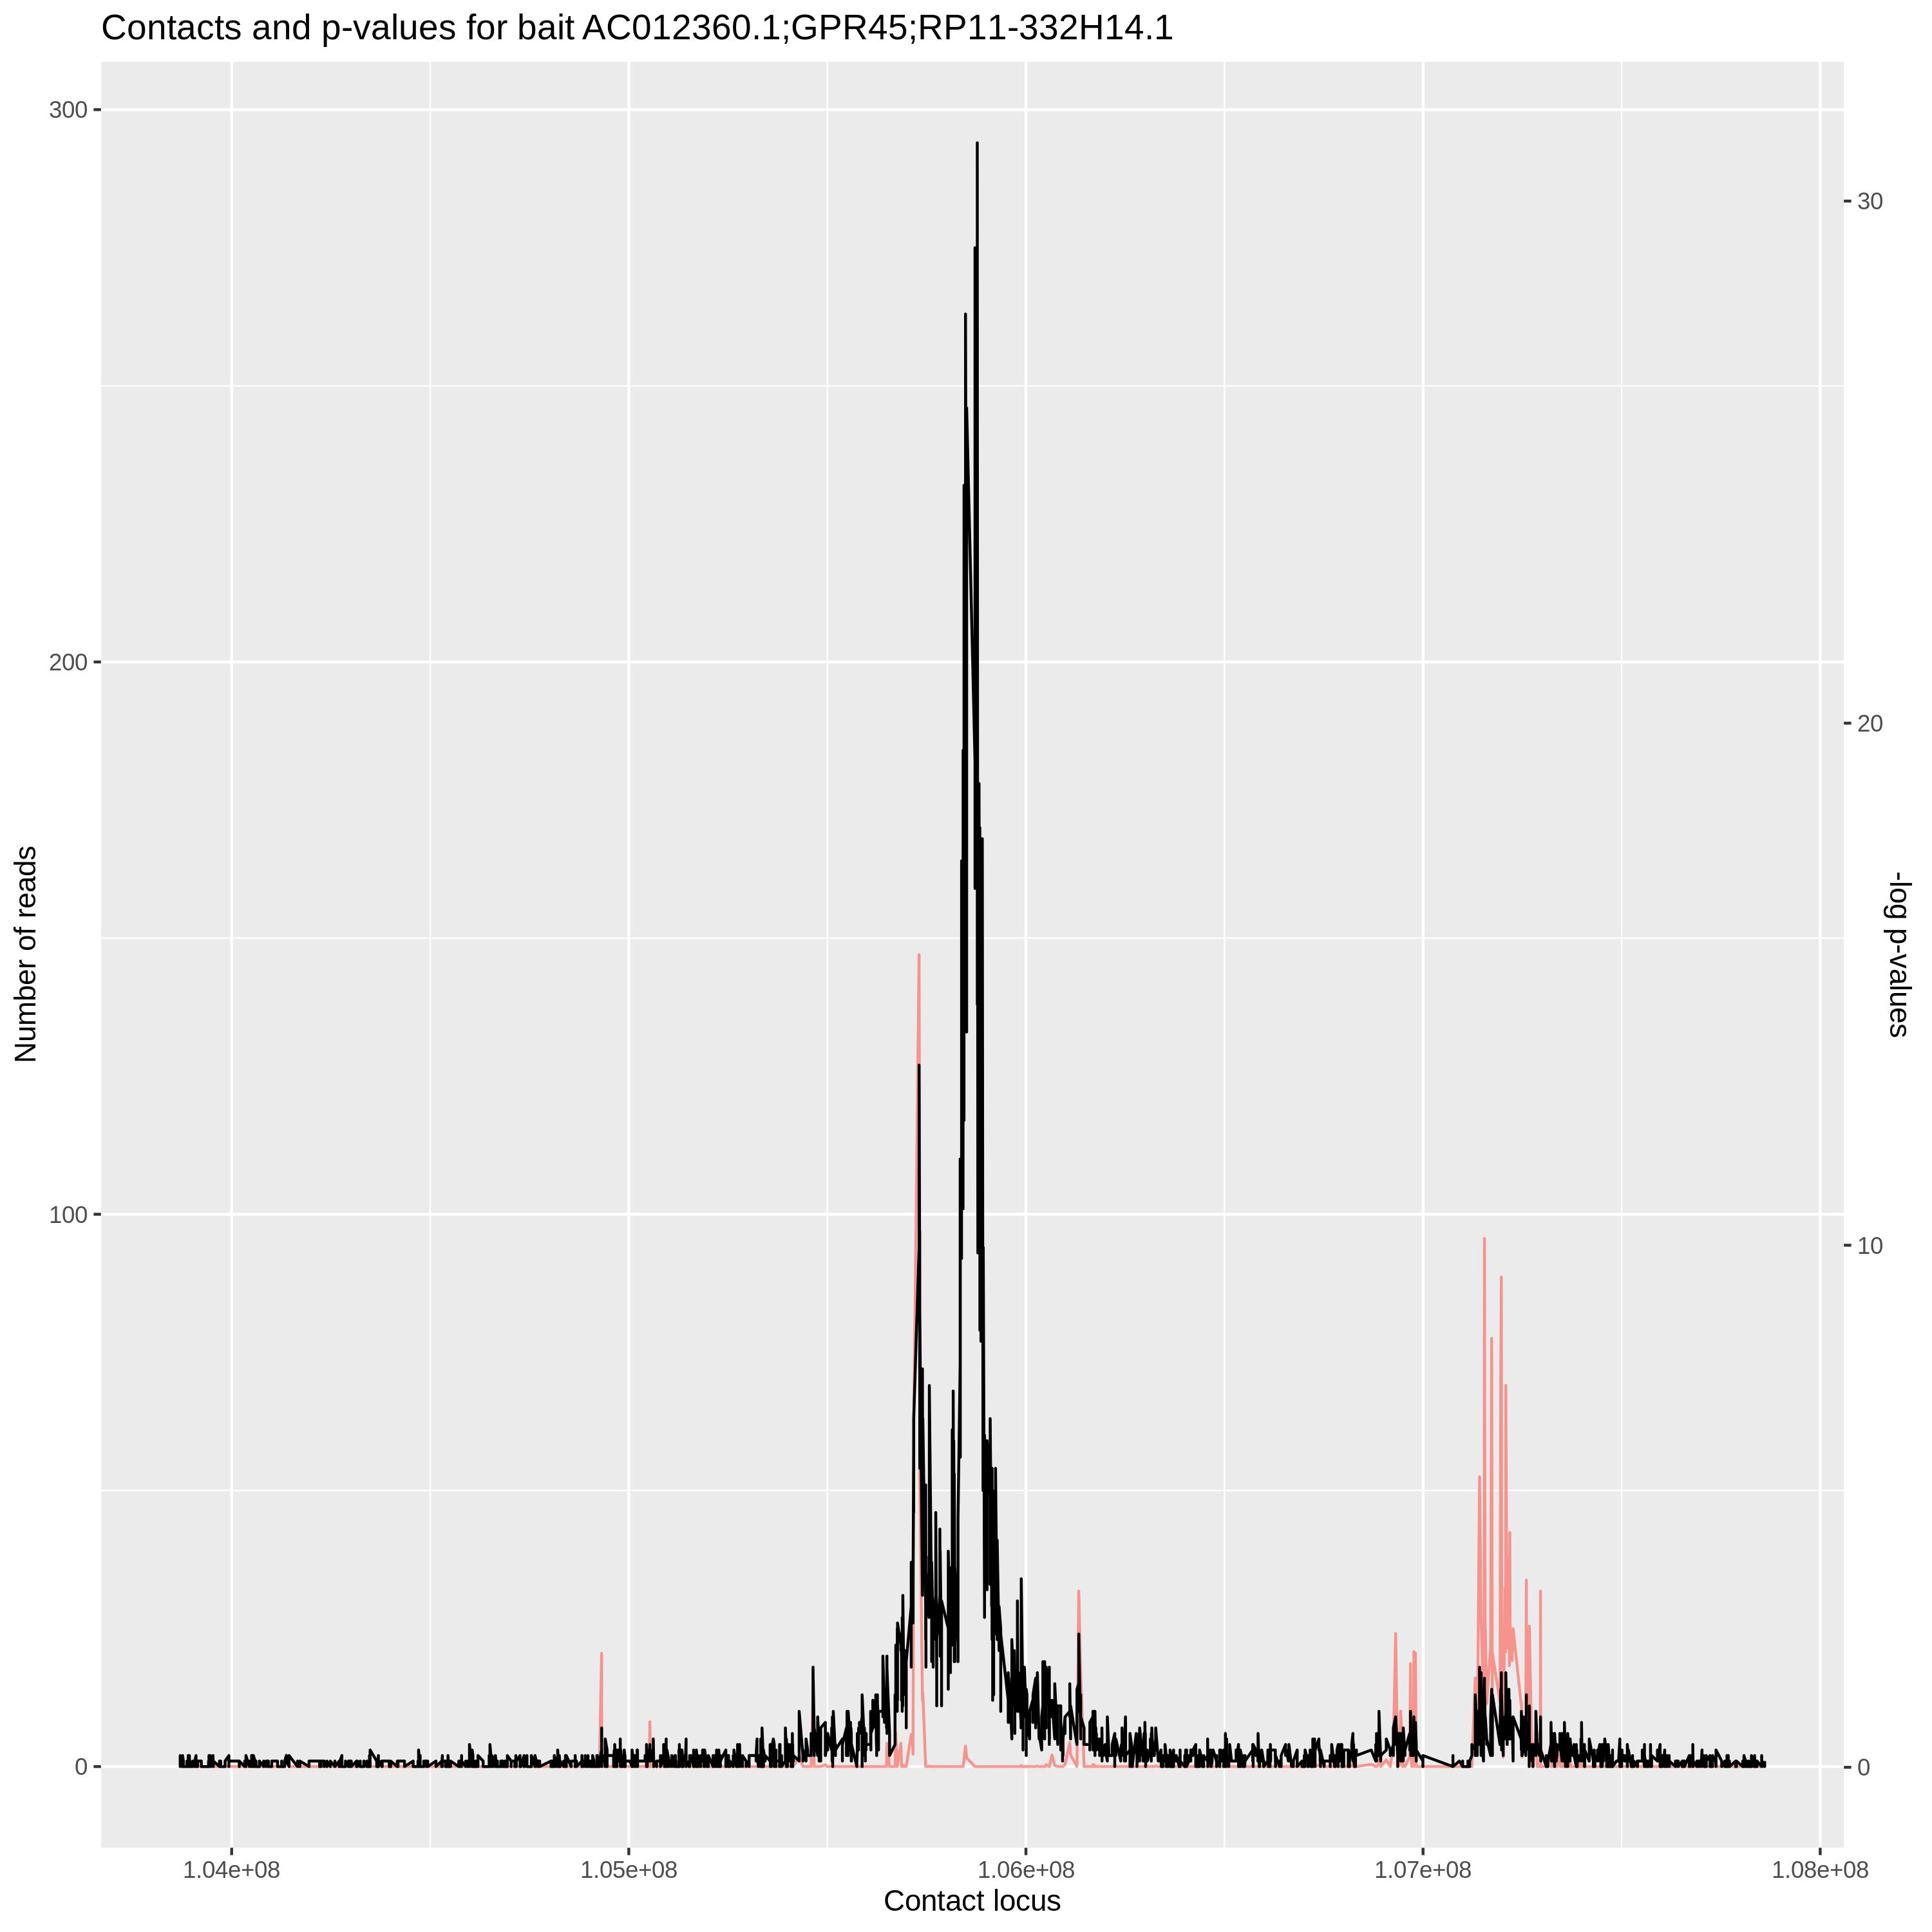 Contacts and p-values for bait AC012360.1;GPR45;RP11-332H14.1
300
200
100
0
Number of reads
30
20
10
0
-log p-values
1.04e+08
1.05e+08
1.06e+08
1.07e+08
1.08e+08
Contact locus